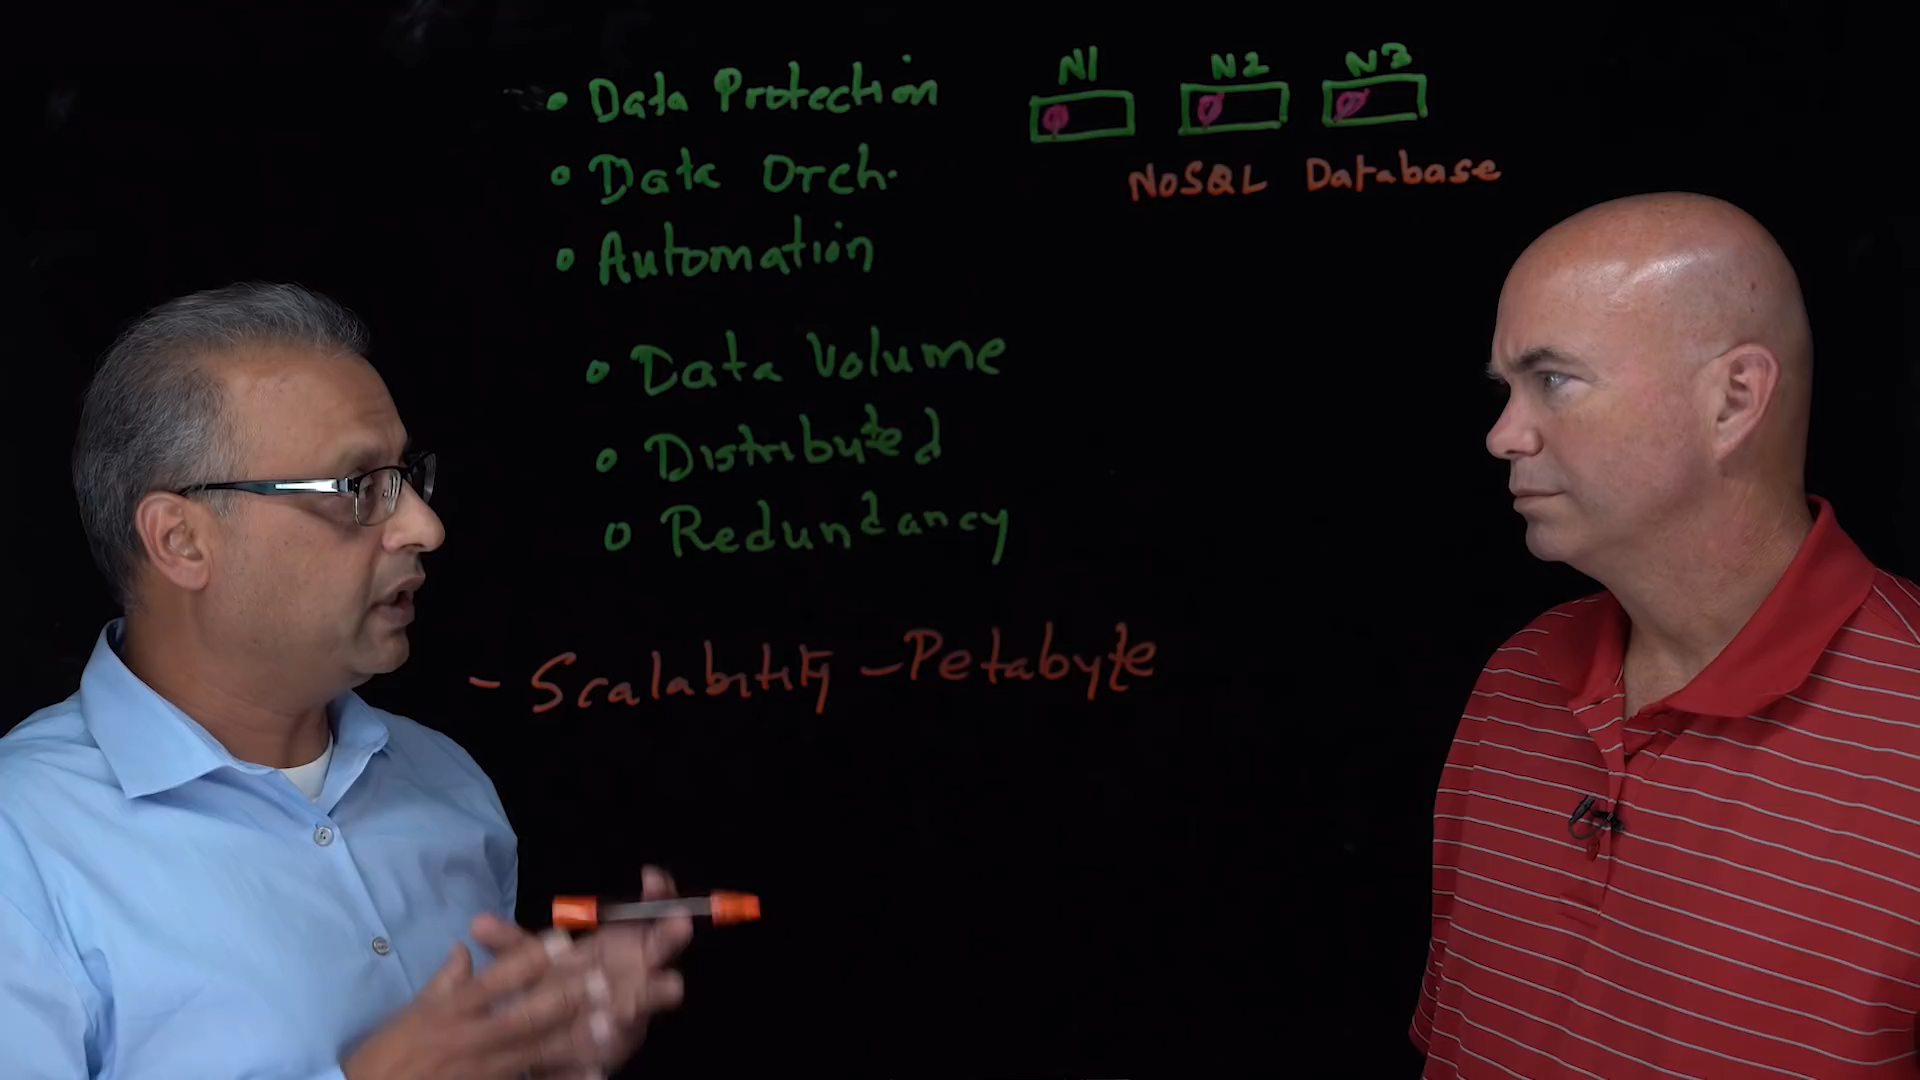 • Data Protection
• Data Orch.
• Automation
• Data Volume
• Distributed
• Redundancy
- Scalability - Petabyte
N1 N2 N3
NoSQL Database